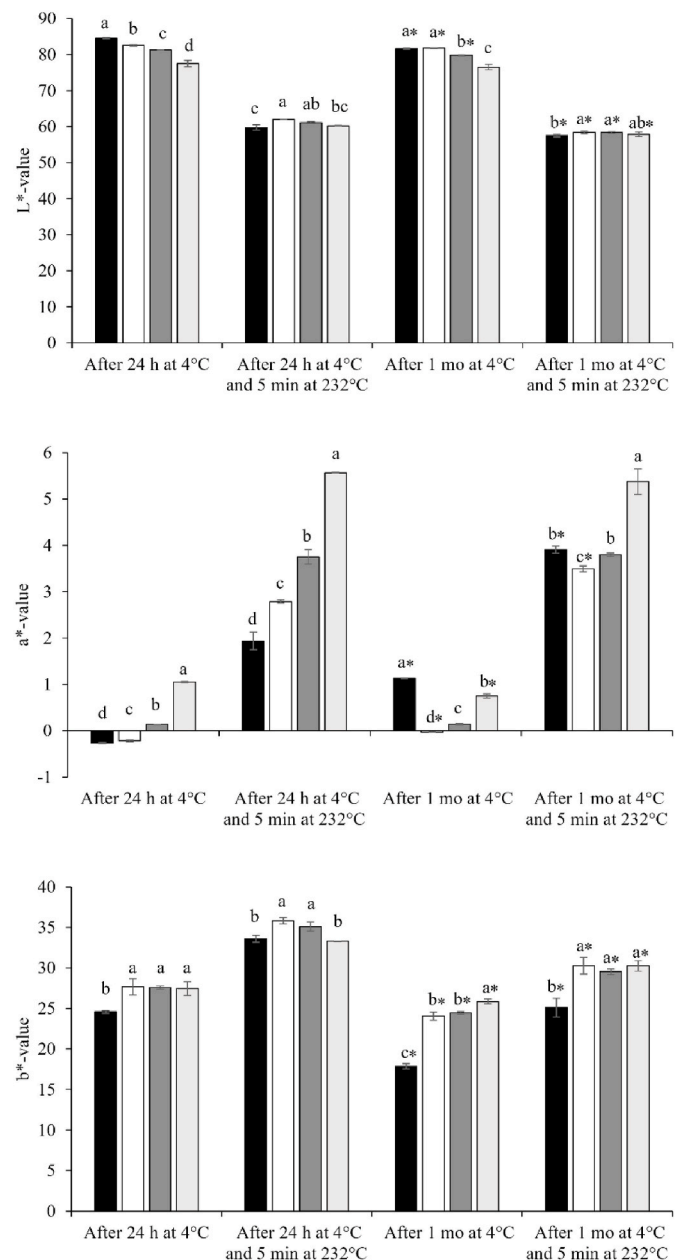 90
80
70
60
50
40
30
20
10
0
L*-value
a b c d
c a ab bc
a* a* b* c
b* a* a* ab*
After 24 h at 4°C
After 24 h at 4°C
and 5 min at 232°C
After 1 mo at 4°C
After 1 mo at 4°C
and 5 min at 232°C
6
5
4
3
2
1
0
-1
a*-value
d c b a
d c b a
a* d* c b*
b* c* b a
After 24 h at 4°C
After 24 h at 4°C
and 5 min at 232°C
After 1 mo at 4°C
After 1 mo at 4°C
and 5 min at 232°C
40
35
30
25
20
15
10
5
0
b*-value
b a a a
b a a b
c* b* b* a*
b* a* a* a*
After 24 h at 4°C
After 24 h at 4°C
and 5 min at 232°C
After 1 mo at 4°C
After 1 mo at 4°C
and 5 min at 232°C